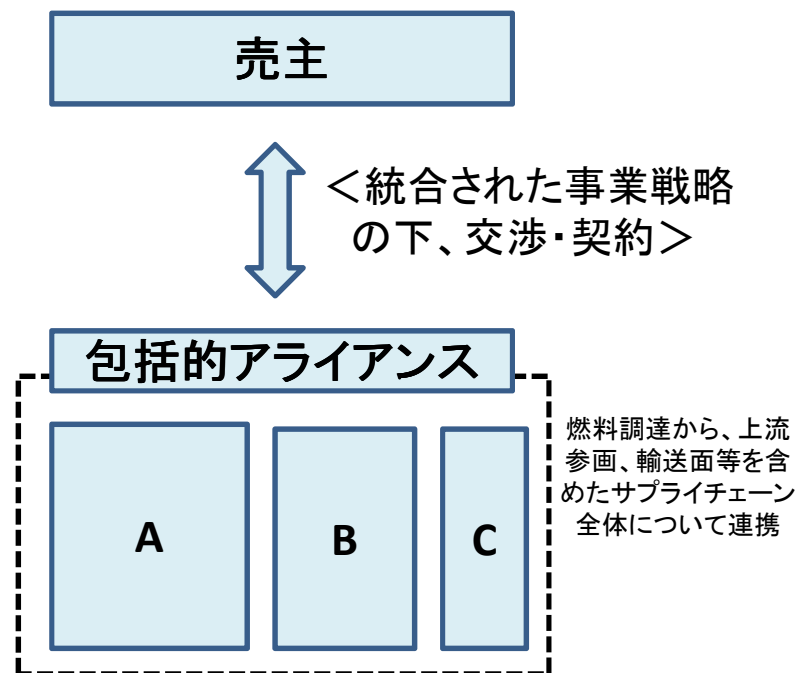 売主
＜統合された事業戦略
の下、交渉・契約＞
包括的アライアンス
A
B
C
燃料調達から、上流
参画、輸送面等を含
めたサプライチェーン
全体について連携